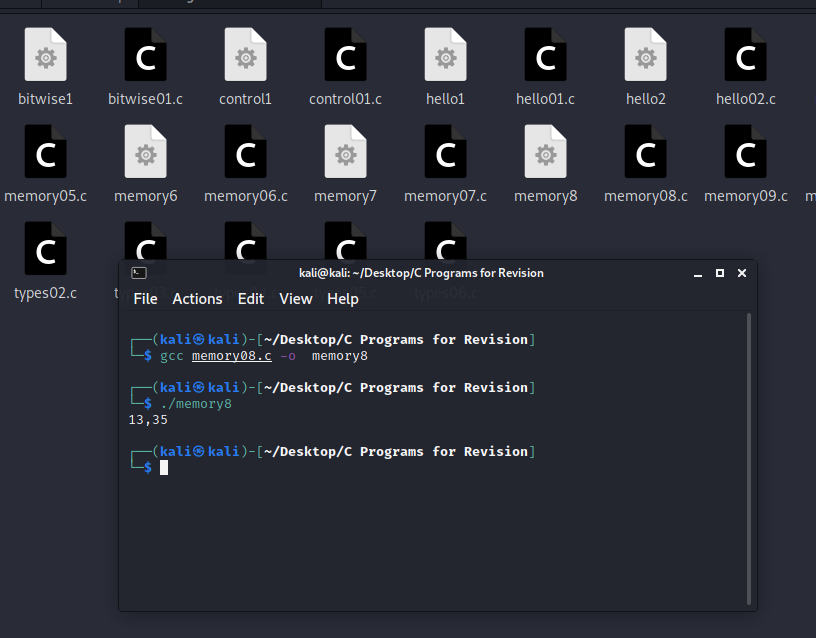 bitwise1 bitwise01.c control1 control01.c hello1 hello01.c hello2 hello02.c
memory05.c memory6 memory06.c memory7 memory07.c memory8 memory08.c memory09.c
types02.c
kali@kali: ~/Desktop/C Programs for Revision
File Actions Edit View Help
┌──(kali㉿kali)-[~/Desktop/C Programs for Revision]
└─$ gcc memory08.c -o  memory8
┌──(kali㉿kali)-[~/Desktop/C Programs for Revision]
└─$ ./memory8
13,35
┌──(kali㉿kali)-[~/Desktop/C Programs for Revision]
└─$